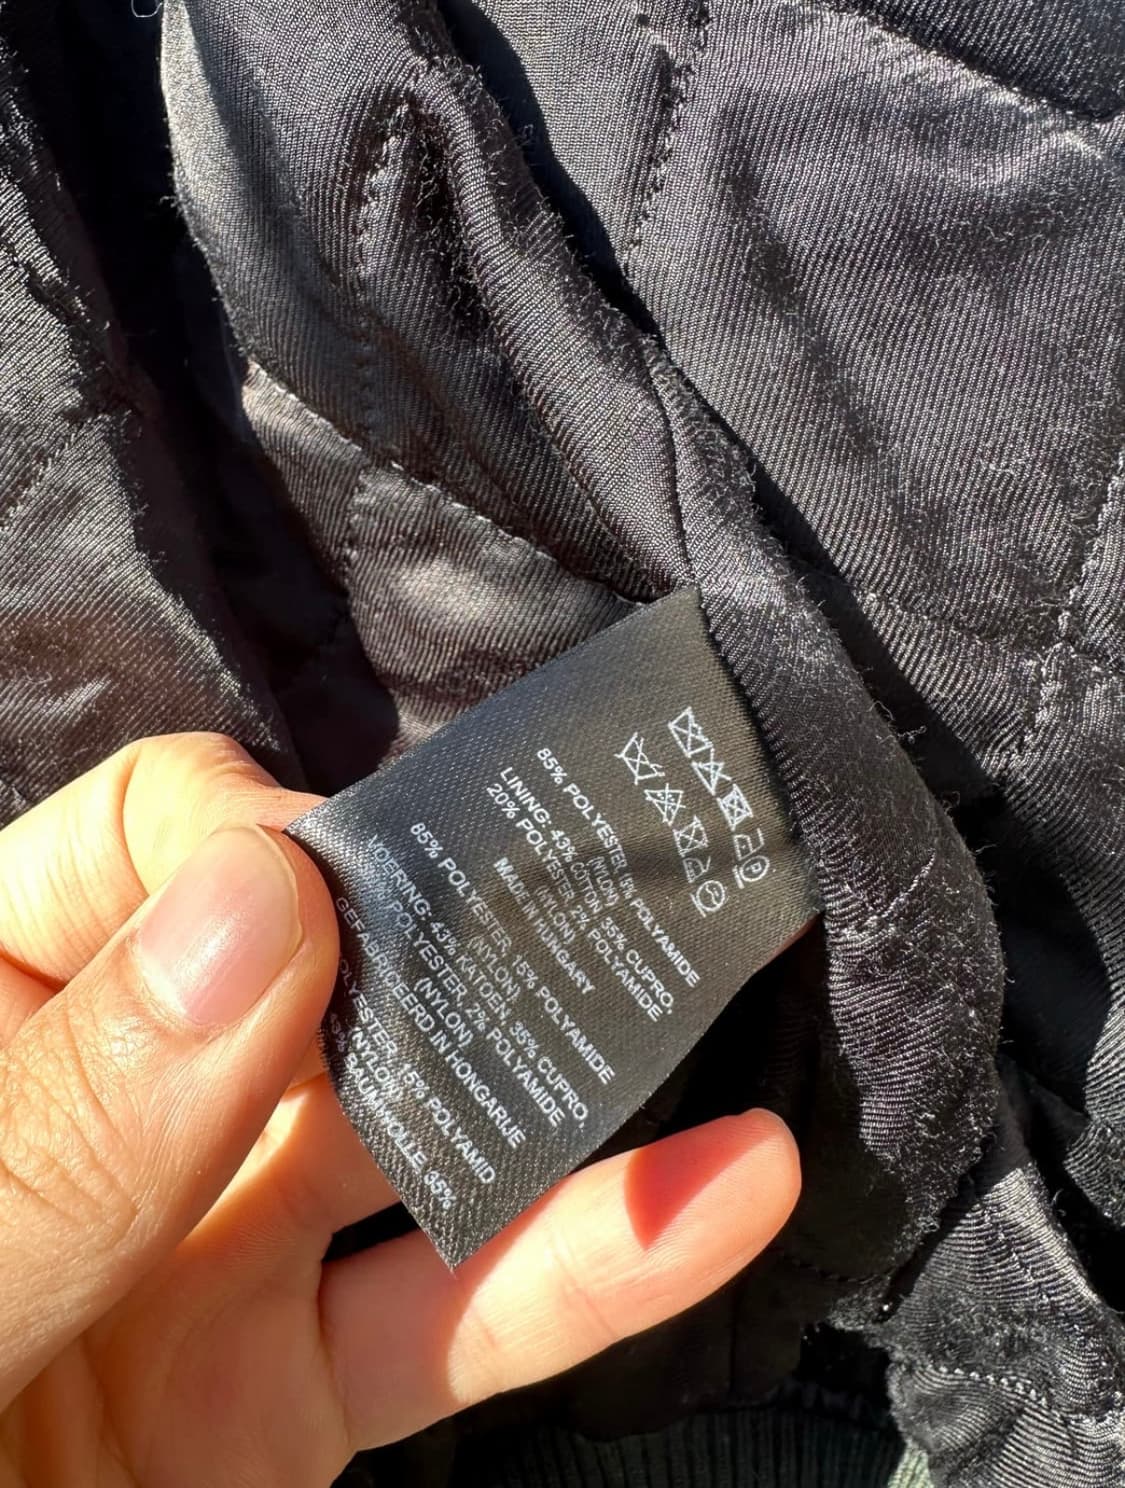 85% POLYESTER, 15% POLYAMIDE
(NYLON)
LINING: 43% COTTON, 35% CUPRO,
20% POLYESTER, 2% POLYAMIDE
(NYLON)
MADE IN HUNGARY
85% POLYESTER, 15% POLYAMIDE
(NYLON)
VOERING: 43% KATOEN, 35% CUPRO,
POLYESTER, 2% POLYAMIDE
(NYLON)
GEFABRICEERD IN HONGARIJE
POLYESTER, 15% POLYAMID
(NYLON)
43% BAUMWOLLE, 35%